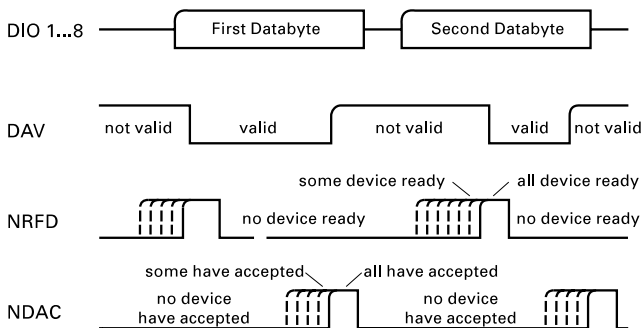 DIO 1...8
First Databyte
Second Databyte
DAV
not valid
valid
not valid
valid
not valid
some device ready
all device ready
NRFD
no device ready
no device ready
some have accepted
all have accepted
NDAC
no device
have accepted
no device
have accepted